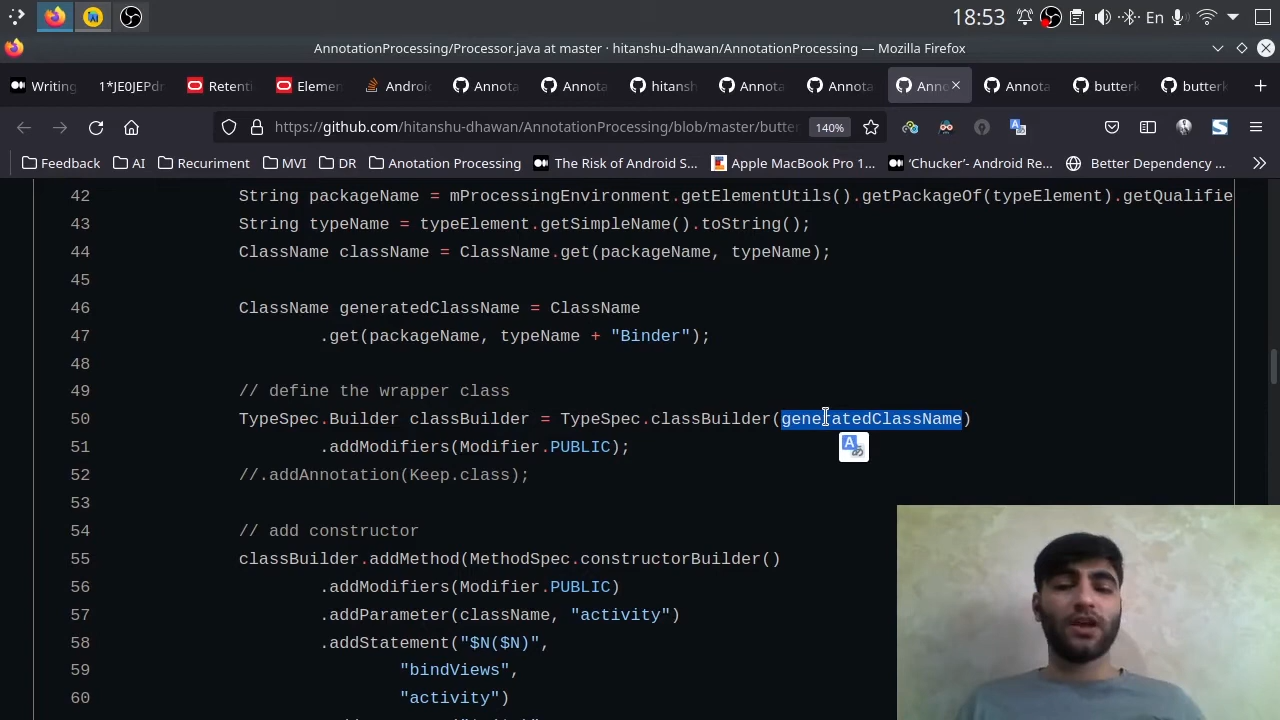 18:53 En
AnnotationProcessing/Processor.java at master · hitanshu-dhawan/AnnotationProcessing — Mozilla Firefox
Writing 1*JE0JEPdr Retenti Elemen Androi Annota Annota hitansh Annota Annota Anno Annota butterk butterk
https://github.com/hitanshu-dhawan/AnnotationProcessing/blob/master/butter 140%
Feedback AI Recruriment MVI DR Anotation Processing The Risk of Android S... Apple MacBook Pro 1... 'Chucker'- Android Re... Better Dependency ...
42 String packageName = mProcessingEnvironment.getElementUtils().getPackageOf(typeElement).getQualifie
43 String typeName = typeElement.getSimpleName().toString();
44 ClassName className = ClassName.get(packageName, typeName);
45
46 ClassName generatedClassName = ClassName
47 .get(packageName, typeName + "Binder");
48
49 // define the wrapper class
50 TypeSpec.Builder classBuilder = TypeSpec.classBuilder(generatedClassName)
51 .addModifiers(Modifier.PUBLIC);
52 //.addAnnotation(Keep.class);
53
54 // add constructor
55 classBuilder.addMethod(MethodSpec.constructorBuilder()
56 .addModifiers(Modifier.PUBLIC)
57 .addParameter(className, "activity")
58 .addStatement("$N($N)",
59 "bindViews",
60 "activity")